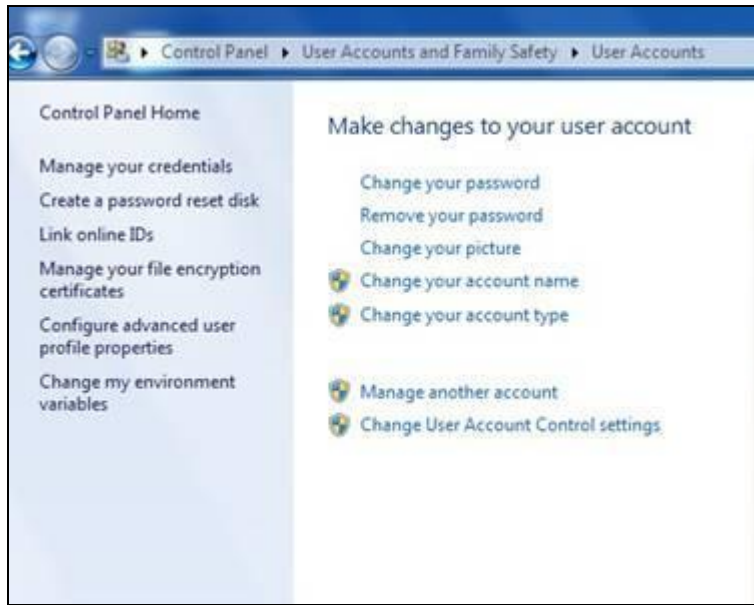 Control Panel ▸ User Accounts and Family Safety ▸ User Accounts
Control Panel Home
Manage your credentials
Create a password reset disk
Link online IDs
Manage your file encryption
certificates
Configure advanced user
profile properties
Change my environment
variables
Make changes to your user account
Change your password
Remove your password
Change your picture
Change your account name
Change your account type
Manage another account
Change User Account Control settings